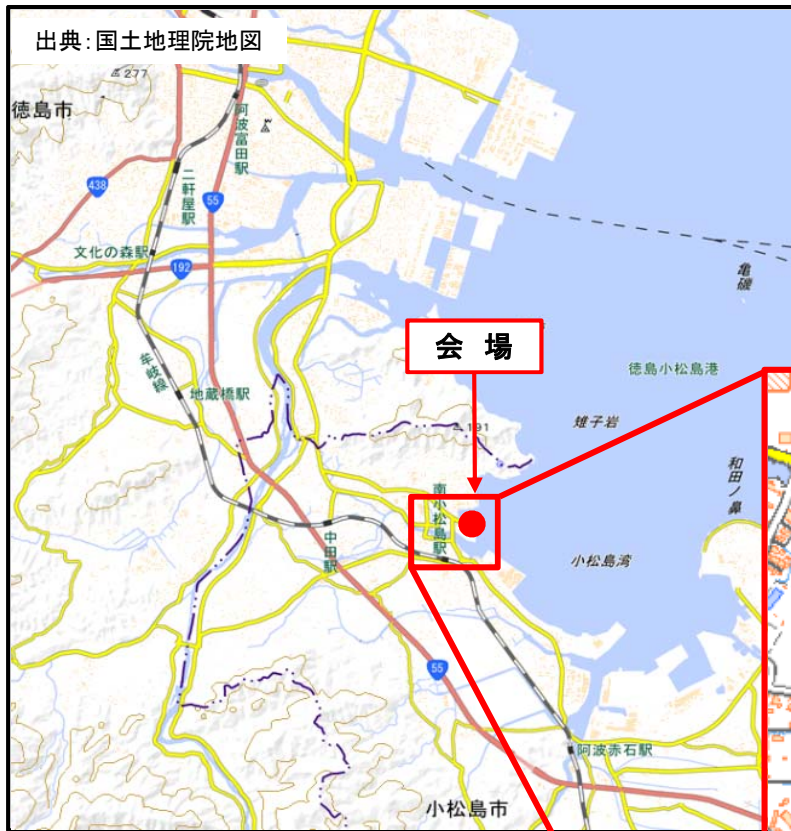 出典:国土地理院地図
277
徳島市
阿波富田駅
438
二軒屋駅
55
文化の森駅
192
亀磯
会 場
牟岐線
地蔵橋駅
徳島小松島港
191
雉子岩
和田ノ鼻
南小松島駅
中田駅
小松島湾
55
阿波赤石駅
小松島市